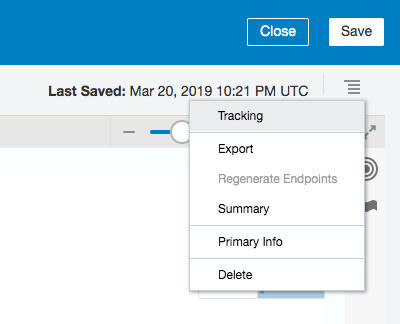 Close
Save
Last Saved: Mar 20, 2019 10:21 PM UTC
Tracking
Export
Regenerate Endpoints
Summary
Primary Info
Delete